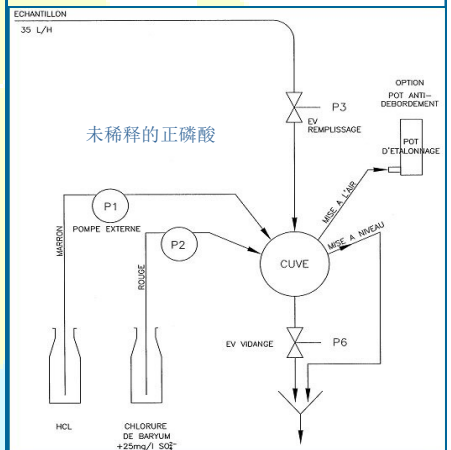 ECHANTILLON
35 L/H
OPTION
POT ANTI-
DEBORDEMENT
P3
EV
REMPLISSAGE
未稀释的正磷酸
POT
D'ETALONNAGE
P1
POMPE EXTERNE
MISE A L'AIR
MARRON
P2
MISE A NIVEAU
ROUGE
CUVE
EV VIDANGE
P6
HCL
CHLORURE
DE BARYUM
+25mg/l SO₄²⁻